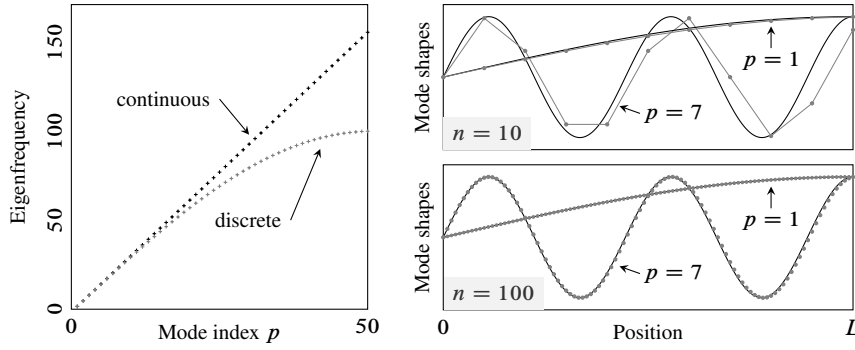 Eigenfrequency
0
50
100
150
continuous
discrete
0
Mode index p
50
Mode shapes
p = 1
p = 7
n = 10
Mode shapes
p = 1
p = 7
n = 100
0
Position
L